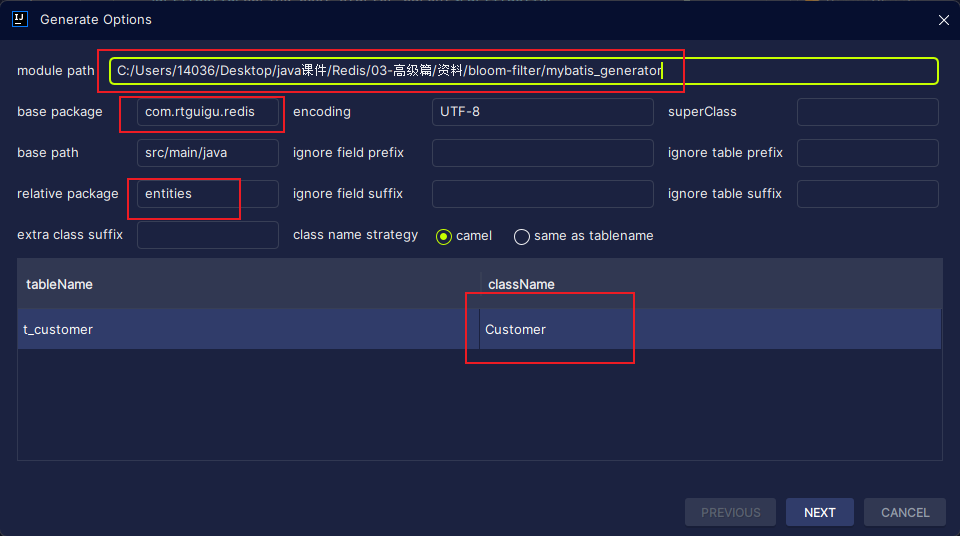 Generate Options
module path C:/Users/14036/Desktop/java课件/Redis/03-高级篇/资料/bloom-filter/mybatis_generator
base package com.rtguigu.redis encoding UTF-8 superClass
base path src/main/java ignore field prefix ignore table prefix
relative package entities ignore field suffix ignore table suffix
extra class suffix class name strategy camel same as tablename
tableName className
t_customer Customer
PREVIOUS NEXT CANCEL